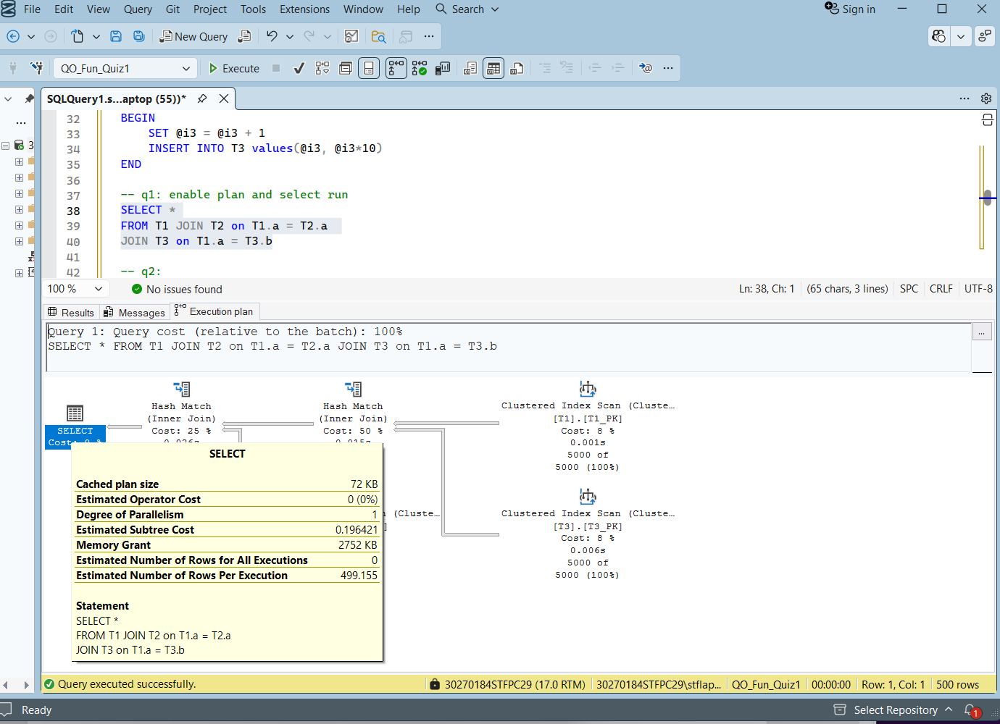 File Edit View Query Git Project Tools Extensions Window Help Search Sign in
New Query
QO_Fun_Quiz1 Execute
SQLQuery1.s...aptop (55))*
32 BEGIN
33 SET @i3 = @i3 + 1
34 INSERT INTO T3 values(@i3, @i3*10)
35 END
36
37 -- q1: enable plan and select run
38 SELECT *
39 FROM T1 JOIN T2 on T1.a = T2.a
40 JOIN T3 on T1.a = T3.b
41
42 -- q2:
100 % No issues found Ln: 38, Ch: 1 (65 chars, 3 lines) SPC CRLF UTF-8
Results Messages Execution plan
Query 1: Query cost (relative to the batch): 100%
SELECT * FROM T1 JOIN T2 on T1.a = T2.a JOIN T3 on T1.a = T3.b
SELECT
Cost: 0 %
Hash Match
(Inner Join)
Cost: 25 %
Hash Match
(Inner Join)
Cost: 50 %
Clustered Index Scan (Cluste...
[T1].[T1_PK]
Cost: 8 %
0.001s
5000 of
5000 (100%)
(Cluste...
Clustered Index Scan (Cluste...
[T3].[T3_PK]
Cost: 8 %
0.006s
5000 of
5000 (100%)
SELECT
Cached plan size 72 KB
Estimated Operator Cost 0 (0%)
Degree of Parallelism 1
Estimated Subtree Cost 0.196421
Memory Grant 2752 KB
Estimated Number of Rows for All Executions 0
Estimated Number of Rows Per Execution 499.155
Statement
SELECT *
FROM T1 JOIN T2 on T1.a = T2.a
JOIN T3 on T1.a = T3.b
Query executed successfully. 30270184STFPC29 (17.0 RTM) 30270184STFPC29\stflap... QO_Fun_Quiz1 00:00:00 Row: 1, Col: 1 500 rows
Ready Select Repository 1